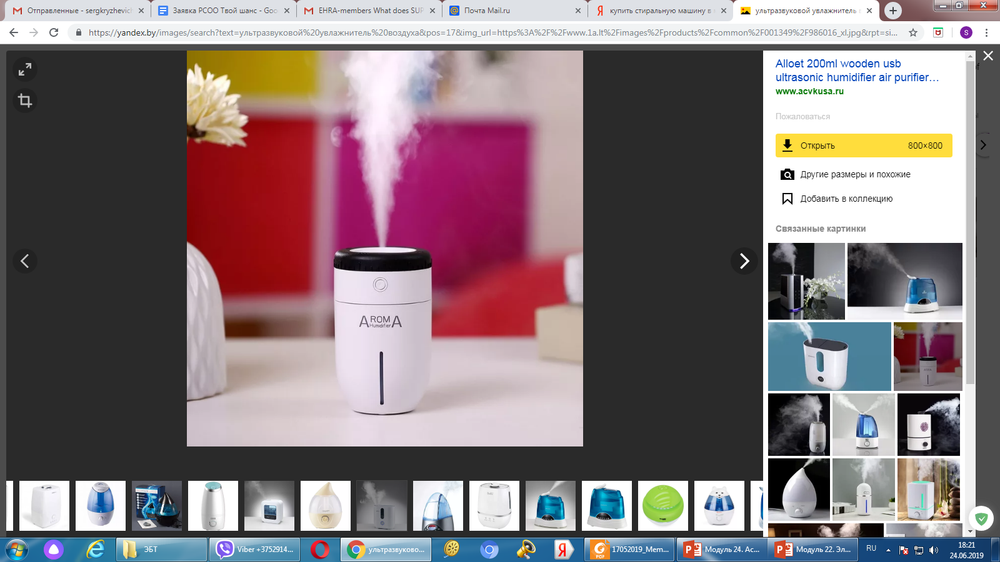 Отправленные - sergkryzhevich
Заявка РСОО Твой шанс - Goo
EHRA-members What does SUP
Почта Mail.ru
купить стиральную машину в
ультразвуковой увлажнитель в
https://yandex.by/images/search?text=ультразвуковой%20увлажнитель%20воздуха&pos=17&img_url=https%3A%2F%2Fwww.1a.lt%2Fimages%2Fproducts%2Fcommon%2F001349%2F986016_xl.jpg&rpt=si...
S
AROMA
Humidifier
Alloet 200ml wooden usb
ultrasonic humidifier air purifier…
www.acvkusa.ru
Пожаловаться
Открыть 800×800
Другие размеры и похожие
Добавить в коллекцию
Связанные картинки
ЭБТ
Viber +3752914...
ультразвуково...
17052019_Mem...
Модуль 24. Ас...
Модуль 22. Эл...
RU
18:21
24.06.2019